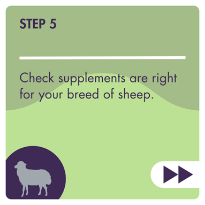 STEP 5
Check supplements are right
for your breed of sheep.